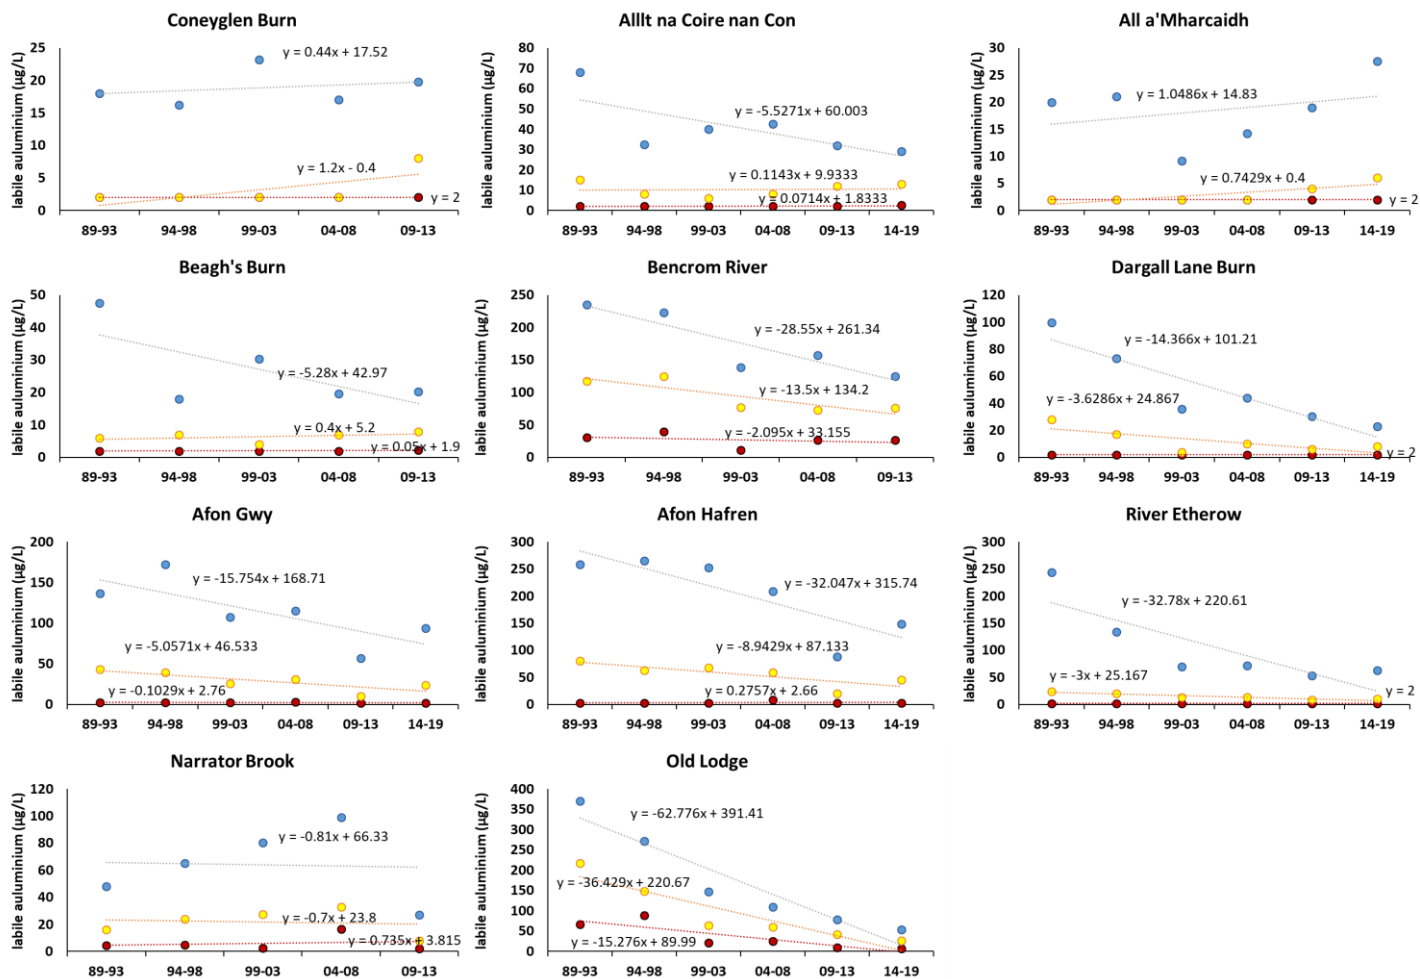 Coneyglen Burn
labile auluminium (µg/L)
25
20
15
10
5
0
y = 0.44x + 17.52
y = 1.2x - 0.4
y = 2
89-93 94-98 99-03 04-08 09-13
Alllt na Coire nan Con
labile auluminium (µg/L)
80
70
60
50
40
30
20
10
0
y = -5.5271x + 60.003
y = 0.1143x + 9.9333
y = 0.0714x + 1.8333
89-93 94-98 99-03 04-08 09-13 14-19
All a'Mharcaidh
labile auluminium (µg/L)
30
25
20
15
10
5
0
y = 1.0486x + 14.83
y = 0.7429x + 0.4
y = 2
89-93 94-98 99-03 04-08 09-13 14-19
Beagh's Burn
labile auluminium (µg/L)
50
40
30
20
10
0
y = -5.28x + 42.97
y = 0.4x + 5.2
y = 0.05x + 1.9
89-93 94-98 99-03 04-08 09-13
Bencrom River
labile auluminium (µg/L)
250
200
150
100
50
0
y = -28.55x + 261.34
y = -13.5x + 134.2
y = -2.095x + 33.155
89-93 94-98 99-03 04-08 09-13
Dargall Lane Burn
labile auluminium (µg/L)
120
100
80
60
40
20
0
y = -14.366x + 101.21
y = -3.6286x + 24.867
y = 2
89-93 94-98 99-03 04-08 09-13 14-19
Afon Gwy
labile auluminium (µg/L)
200
150
100
50
0
y = -15.754x + 168.71
y = -5.0571x + 46.533
y = -0.1029x + 2.76
89-93 94-98 99-03 04-08 09-13 14-19
Afon Hafren
labile auluminium (µg/L)
300
250
200
150
100
50
0
y = -32.047x + 315.74
y = -8.9429x + 87.133
y = 0.2757x + 2.66
89-93 94-98 99-03 04-08 09-13 14-19
River Etherow
labile auluminium (µg/L)
300
250
200
150
100
50
0
y = -32.78x + 220.61
y = -3x + 25.167
y = 2
89-93 94-98 99-03 04-08 09-13 14-19
Narrator Brook
labile auluminium (µg/L)
120
100
80
60
40
20
0
y = -0.81x + 66.33
y = -0.7x + 23.8
y = 0.735x + 3.815
89-93 94-98 99-03 04-08 09-13
Old Lodge
labile auluminium (µg/L)
400
350
300
250
200
150
100
50
0
y = -62.776x + 391.41
y = -36.429x + 220.67
y = -15.276x + 89.99
89-93 94-98 99-03 04-08 09-13 14-19